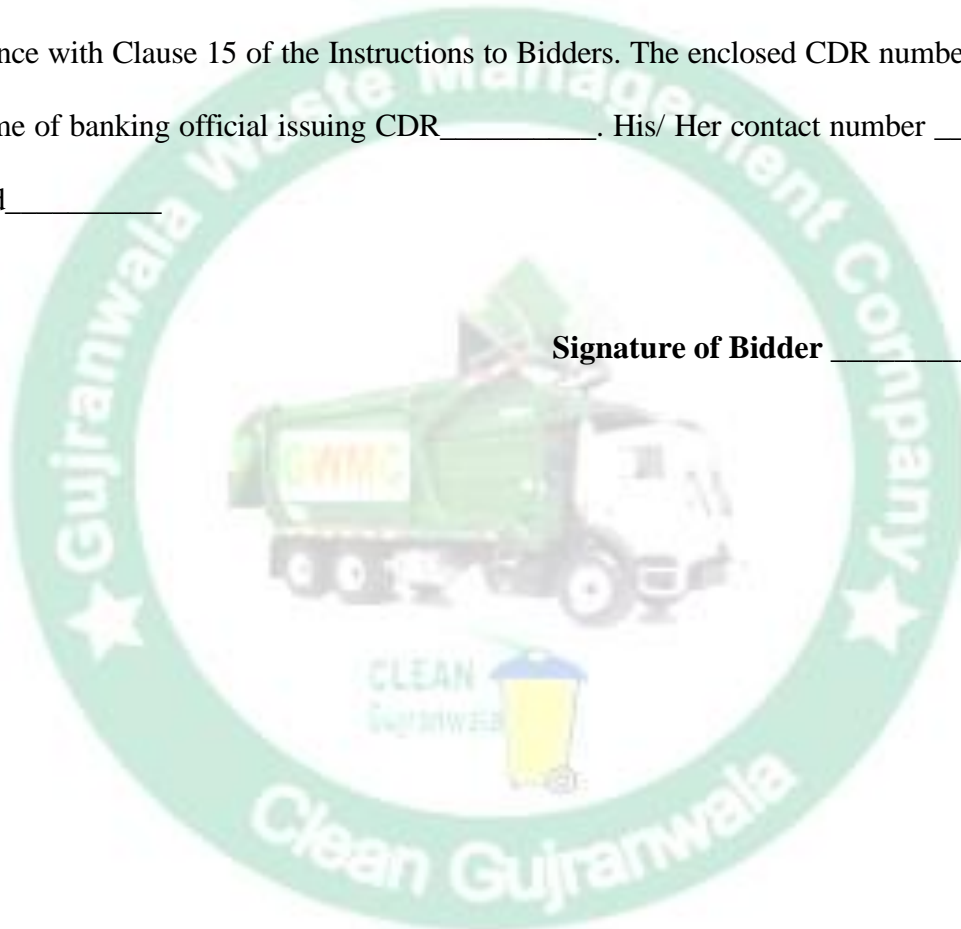 nce with Clause 15 of the Instructions to Bidders. The enclosed CDR numbe
ne of banking official issuing CDR__________. His/ Her contact number __
d__________
Signature of Bidder ________
Gujranwala Waste Management Company
GWMC
CLEAN
Gujranwala
Clean Gujranwala